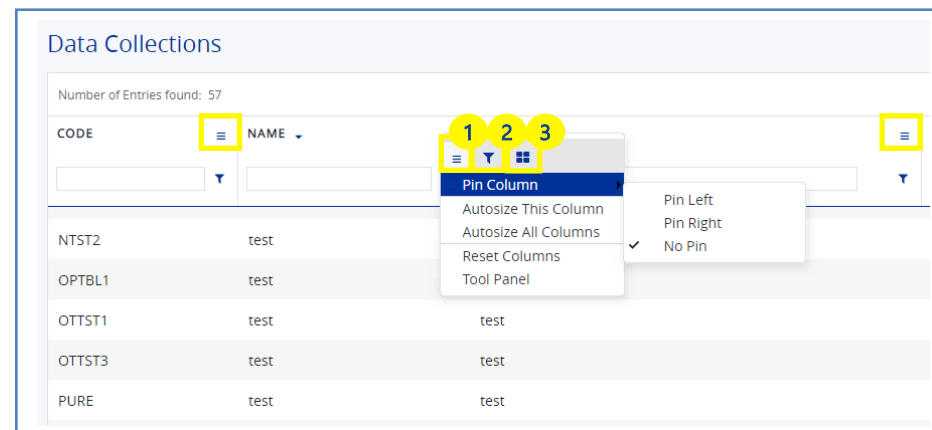 Data Collections
Number of Entries found: 57
CODE NAME
1 2 3
Pin Column
Autosize This Column
Autosize All Columns
Reset Columns
Tool Panel
Pin Left
Pin Right
No Pin
NTST2 test
OPTBL1 test
OTTST1 test test
OTTST3 test test
PURE test test